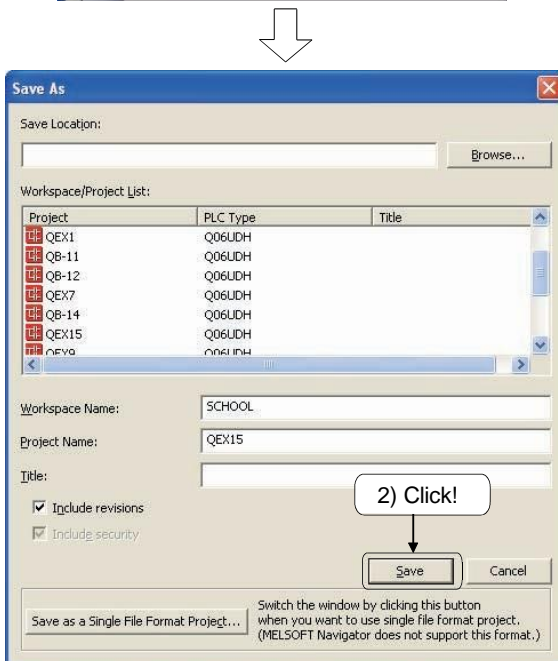 Save As
Save Location:
Browse...
Workspace/Project List:
Project PLC Type Title
QEX1 Q06UDH
QB-11 Q06UDH
QB-12 Q06UDH
QEX7 Q06UDH
QB-14 Q06UDH
QEX15 Q06UDH
QEX9 Q06UDH
Workspace Name: SCHOOL
Project Name: QEX15
Title:
2) Click!
Include revisions
Include security
Save Cancel
Save as a Single File Format Project...
Switch the window by clicking this button
when you want to use single file format project.
(MELSOFT Navigator does not support this format.)